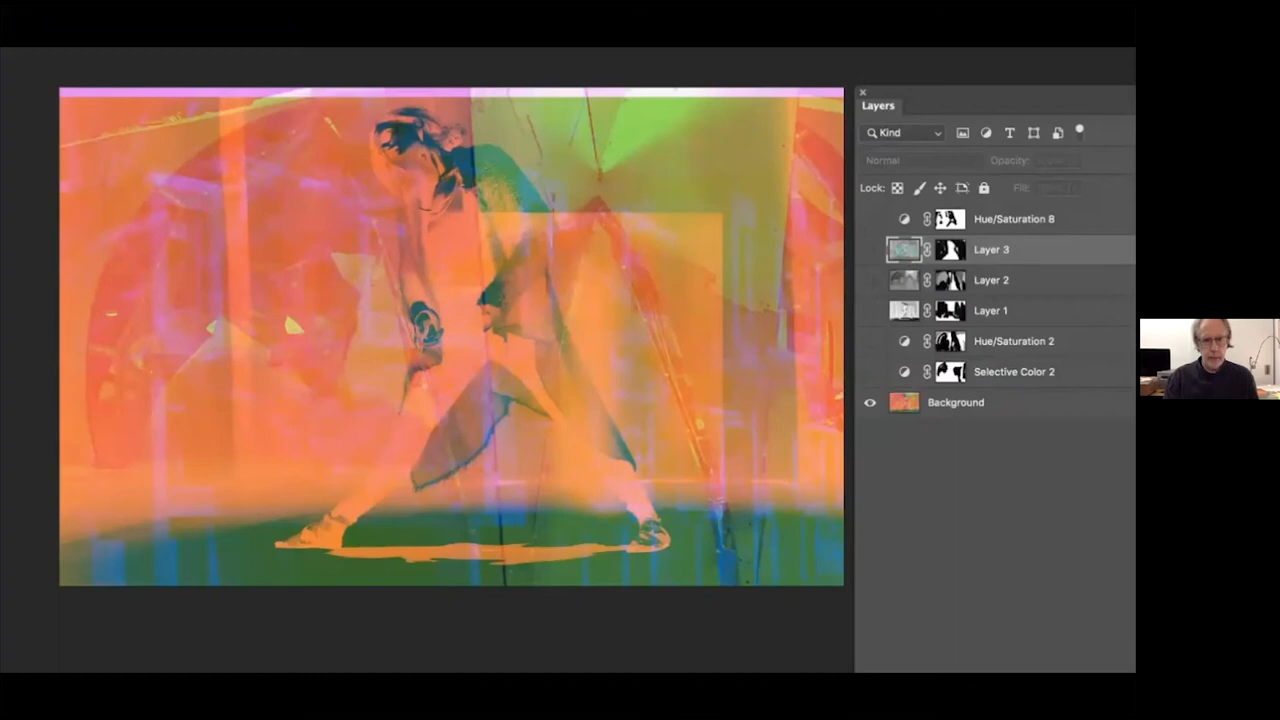 Layers
Kind
Normal Opacity:
Lock: Fill:
Hue/Saturation 8
Layer 3
Layer 2
Layer 1
Hue/Saturation 2
Selective Color 2
Background